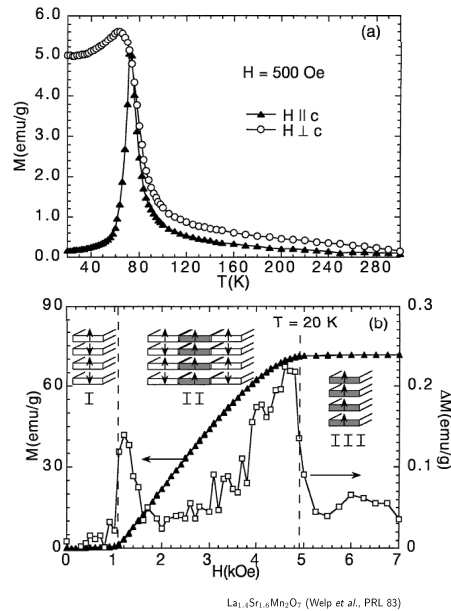 (a)
H = 500 Oe
H || c
H ⊥ c
M(emu/g)
6.0
5.0
4.0
3.0
2.0
1.0
0.0
40
80
120
160
200
240
280
T(K)
(b)
T = 20 K
I
II
III
M(emu/g)
90
60
30
0
ΔM(emu/g)
0.3
0.2
0.1
0
0
1
2
3
4
5
6
7
H(kOe)
La₁.₄Sr₁.₆Mn₂O₇ (Welp et al., PRL 83)